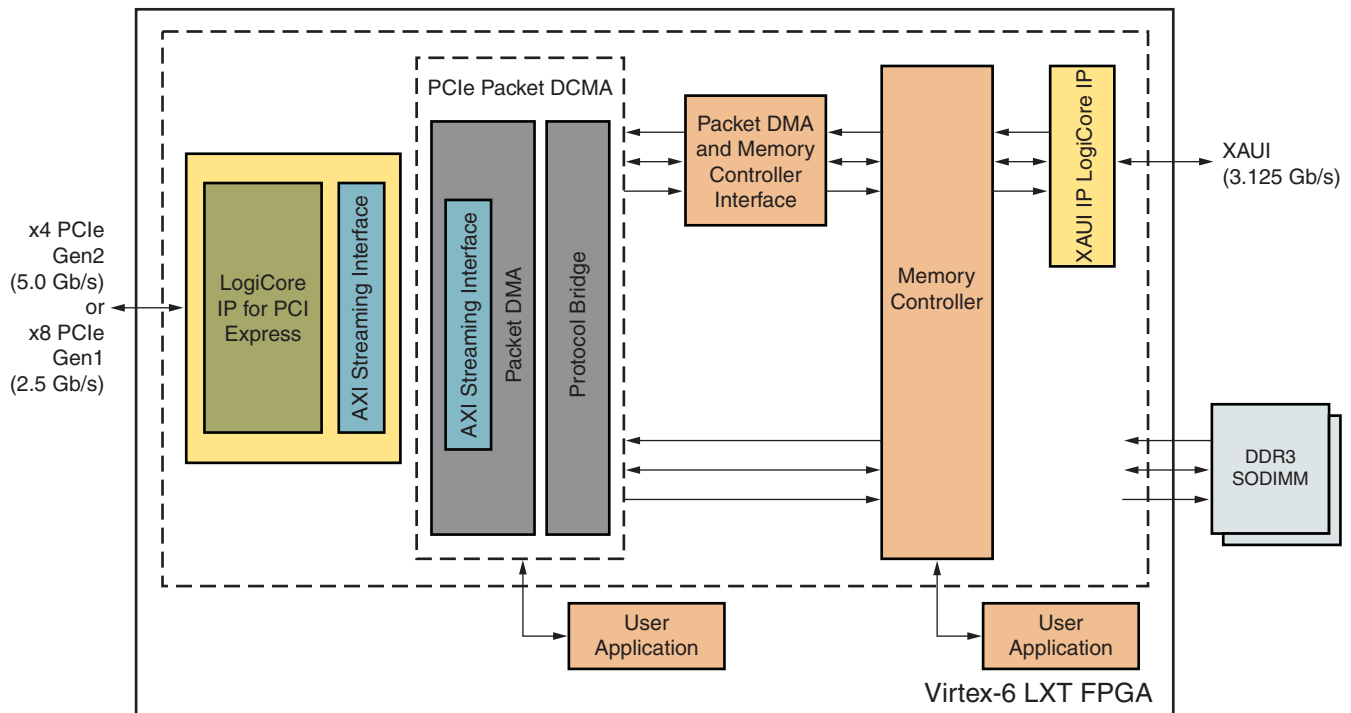 PCIe Packet DCMA
x4 PCIe
Gen2
(5.0 Gb/s)
or
x8 PCIe
Gen1
(2.5 Gb/s)
LogiCore
IP for PCI
Express
AXI Streaming Interface
AXI Streaming Interface
Packet DMA
Protocol Bridge
Packet DMA
and Memory
Controller
Interface
Memory
Controller
XAUI IP LogiCore IP
XAUI
(3.125 Gb/s)
DDR3
SODIMM
User
Application
User
Application
Virtex-6 LXT FPGA